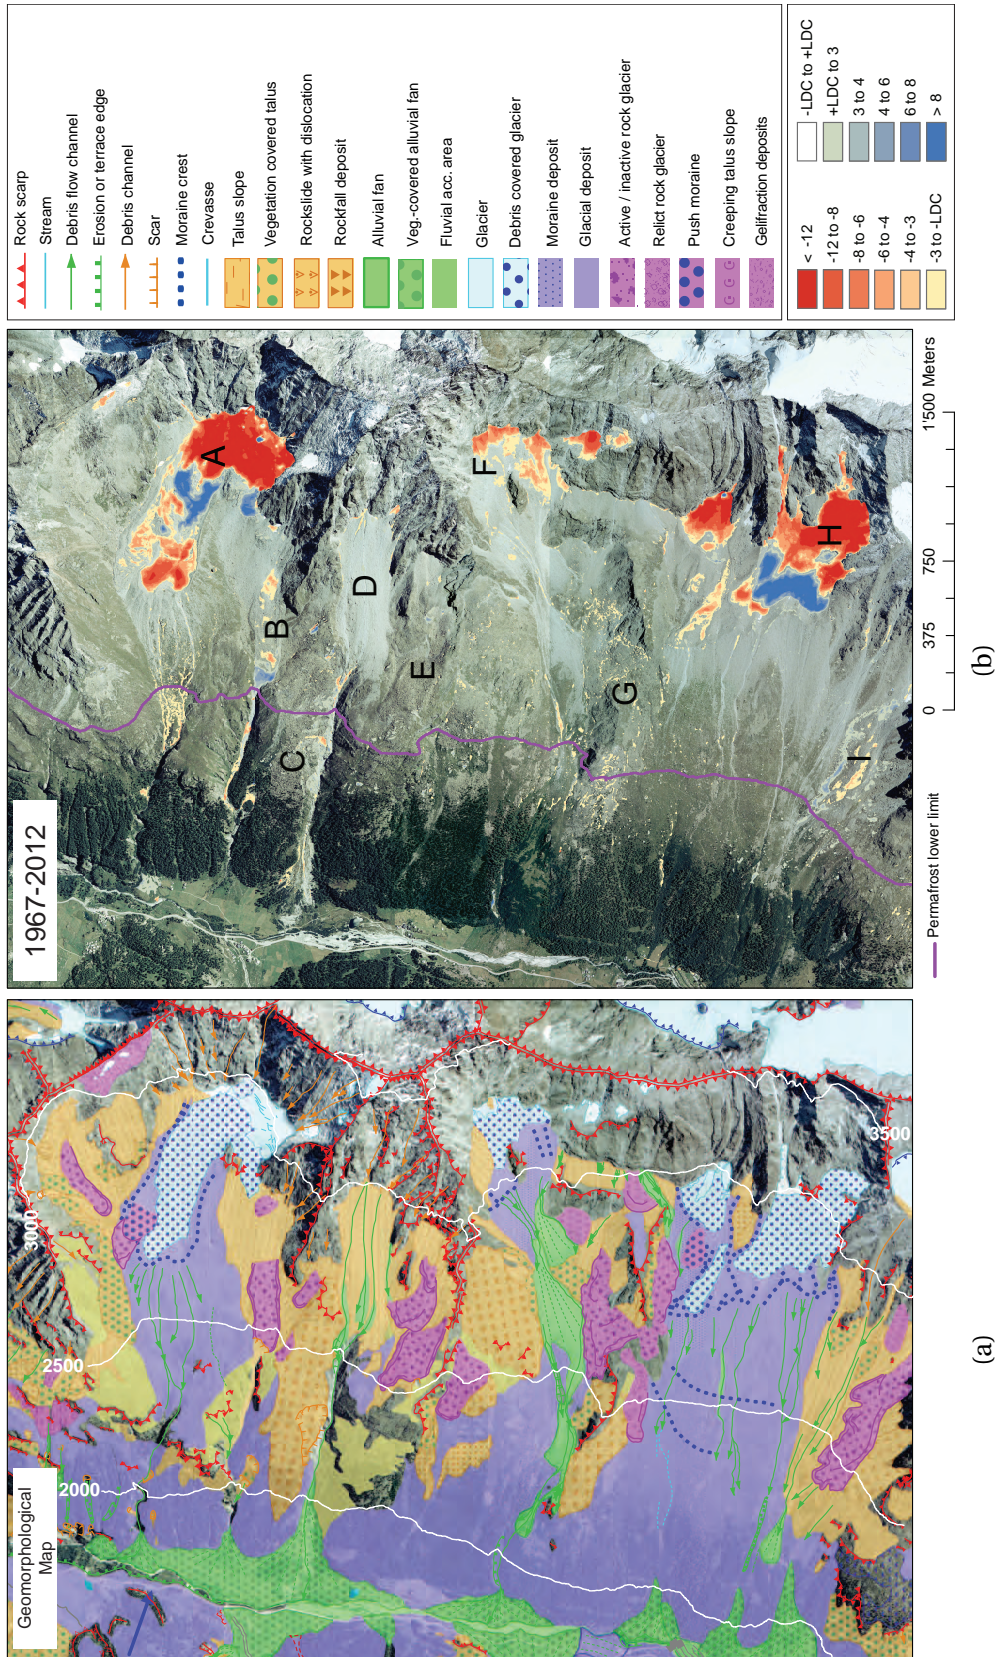 Geomorphological
Map
3000
2500
2000
3500
(a)
1967-2012
A
B
C
D
E
F
G
H
I
Permafrost lower limit
0
375
750
1'500 Meters
(b)
Rock scarp
Stream
Debris flow channel
Erosion or terrace edge
Debris channel
Scar
Moraine crest
Crevasse
Talus slope
Vegetation covered talus
Rockslide with dislocation
Rockfall deposit
Alluvial fan
Veg.-covered alluvial fan
Fluvial acc. area
Glacier
Debris covered glacier
Moraine deposit
Glacial deposit
Active / inactive rock glacier
Relict rock glacier
Push moraine
Creeping talus slope
Gelifraction deposits
< -12
-12 to -8
-8 to -6
-6 to -4
-4 to -3
-3 to -LDC
-LDC to +LDC
+LDC to 3
3 to 4
4 to 6
6 to 8
> 8